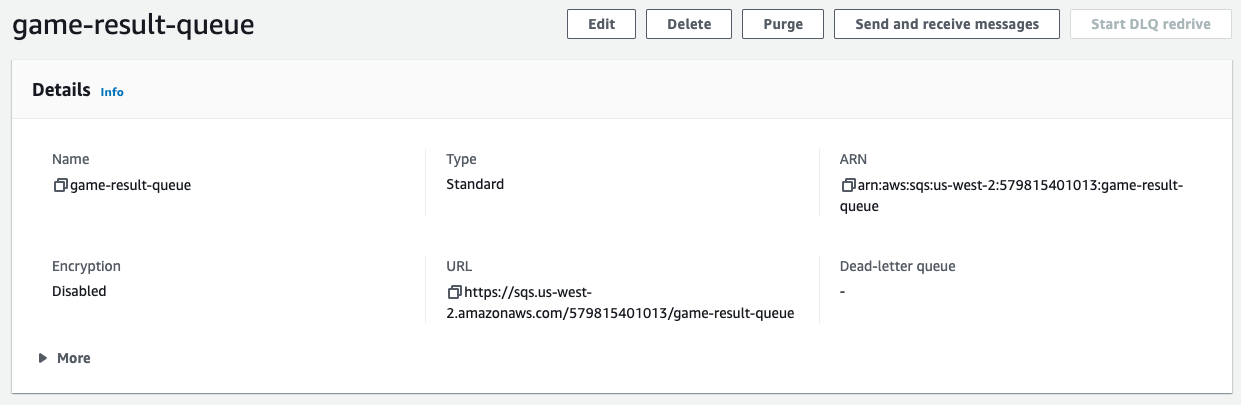 game-result-queue
Edit
Delete
Purge
Send and receive messages
Start DLQ redrive
Details Info
Name
game-result-queue
Type
Standard
ARN
arn:aws:sqs:us-west-2:579815401013:game-result-
queue
Encryption
Disabled
URL
https://sqs.us-west-
2.amazonaws.com/579815401013/game-result-queue
Dead-letter queue
-
More